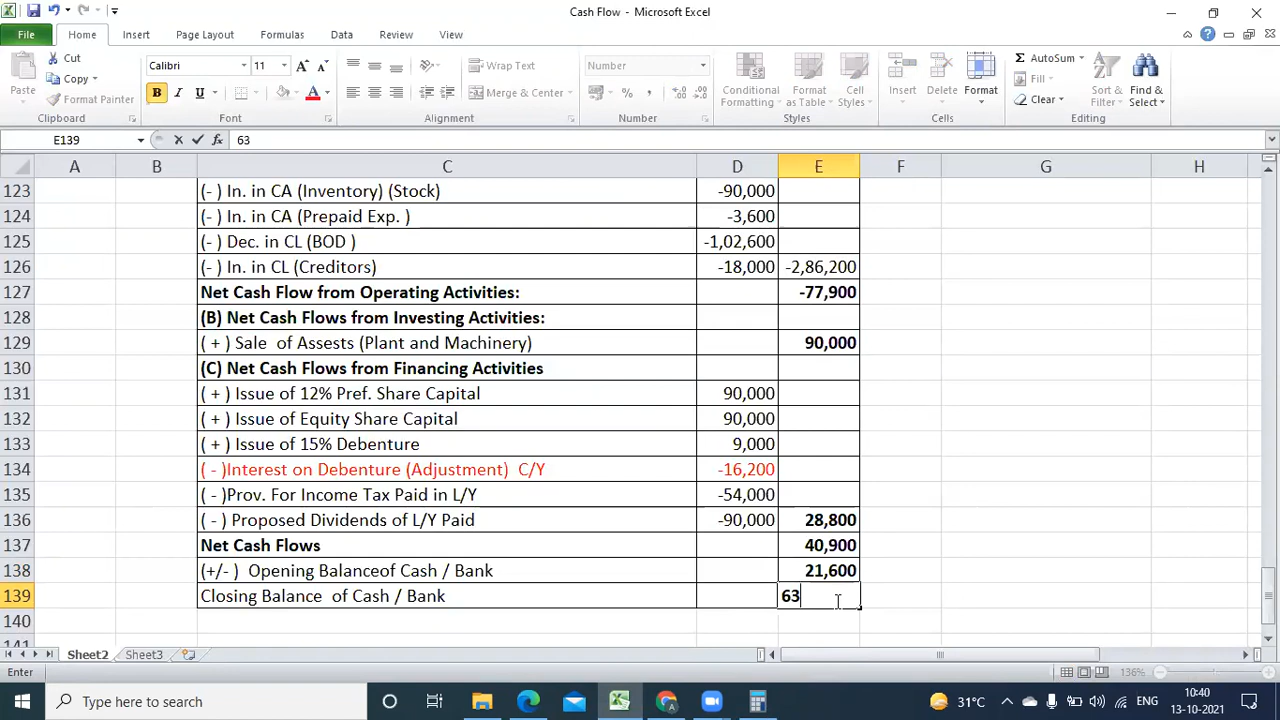 Cash Flow - Microsoft Excel
File Home Insert Page Layout Formulas Data Review View
Cut
Copy
Format Painter
Paste
Clipboard
Calibri 11
B I U
Font
Wrap Text
Merge & Center
Alignment
Number
%
Number
Conditional Formatting
Format as Table
Cell Styles
Styles
Insert
Delete
Format
Cells
AutoSum
Fill
Clear
Sort & Filter
Find & Select
Editing
E139 fx 63
A B C D E F G H
123 (- ) In. in CA (Inventory) (Stock) -90,000
124 (- ) In. in CA (Prepaid Exp. ) -3,600
125 (- ) Dec. in CL (BOD ) -1,02,600
126 (- ) In. in CL (Creditors) -18,000 -2,86,200
127 Net Cash Flow from Operating Activities: -77,900
128 (B) Net Cash Flows from Investing Activities:
129 ( + ) Sale of Assests (Plant and Machinery) 90,000
130 (C) Net Cash Flows from Financing Activities
131 ( + ) Issue of 12% Pref. Share Capital 90,000
132 ( + ) Issue of Equity Share Capital 90,000
133 ( + ) Issue of 15% Debenture 9,000
134 ( - )Interest on Debenture (Adjustment) C/Y -16,200
135 ( - )Prov. For Income Tax Paid in L/Y -54,000
136 ( - ) Proposed Dividends of L/Y Paid -90,000 28,800
137 Net Cash Flows 40,900
138 (+/- ) Opening Balanceof Cash / Bank 21,600
139 Closing Balance of Cash / Bank 63
140
141
Sheet2 Sheet3
Enter 136%
Type here to search
31°C ENG 10:40
13-10-2021